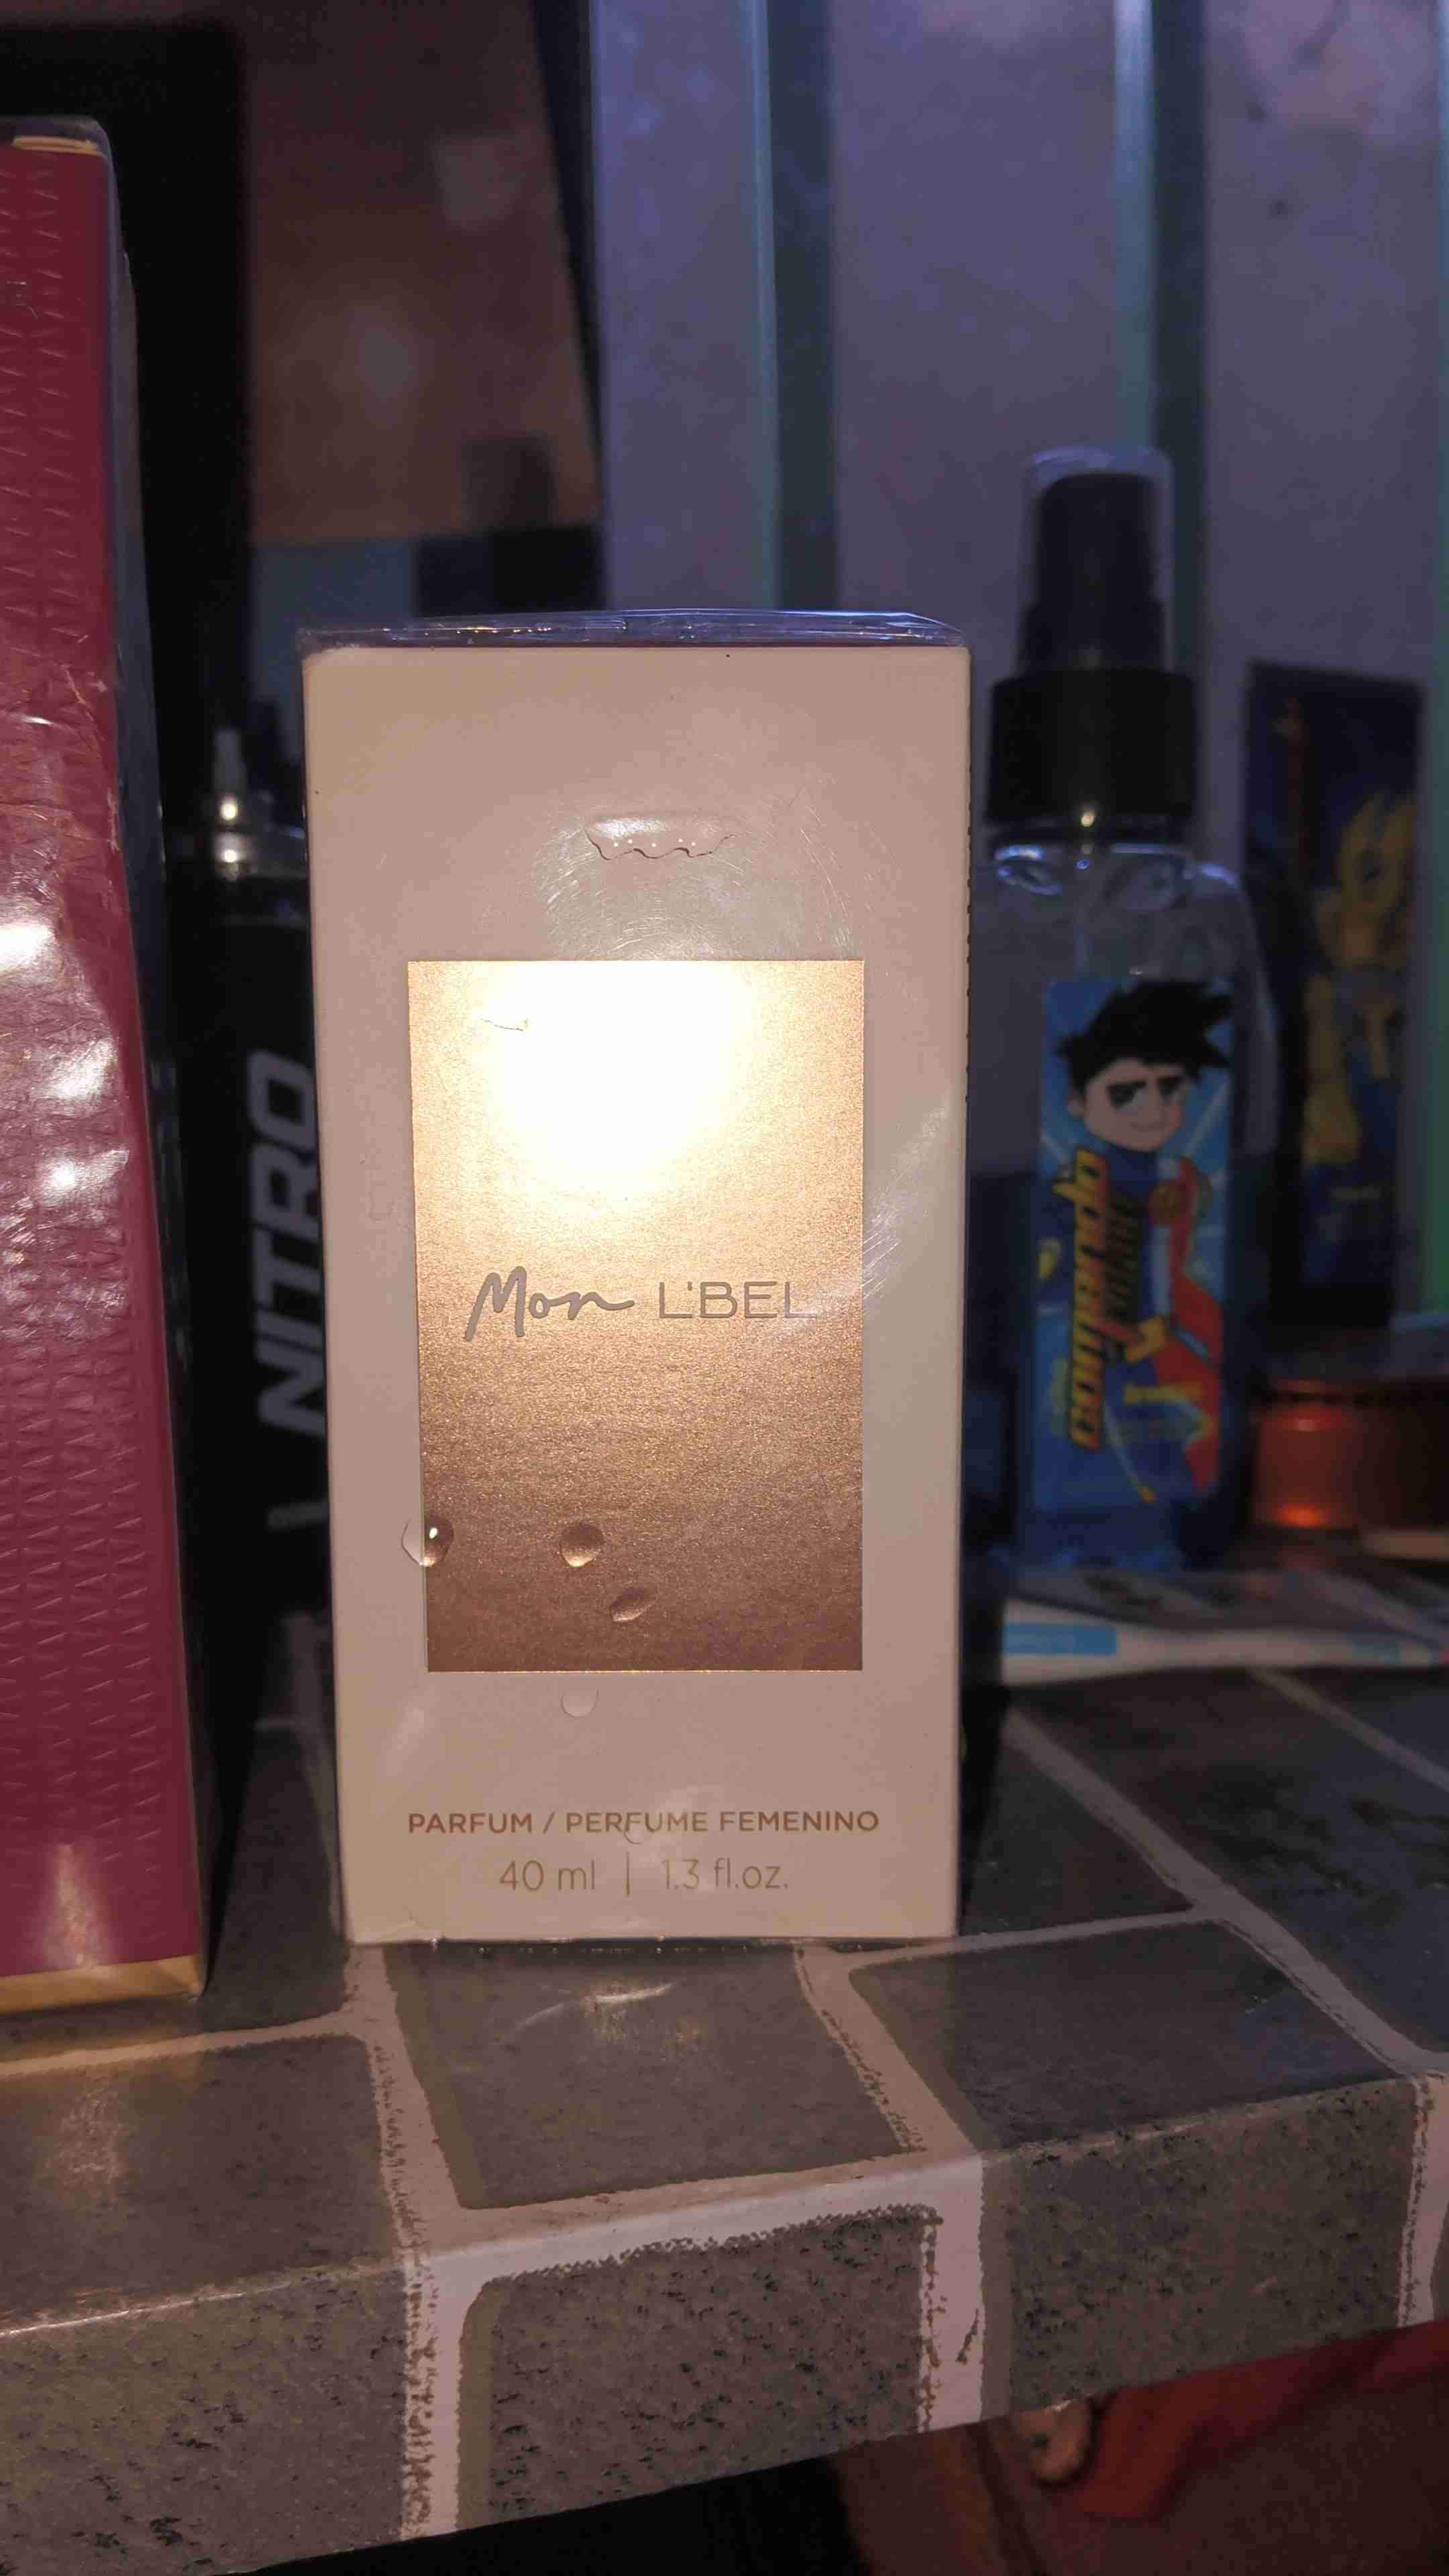 NITRO
Mon L'BEL
PARFUM / PERFUME FEMENINO
40 ml | 1.3 fl.oz.